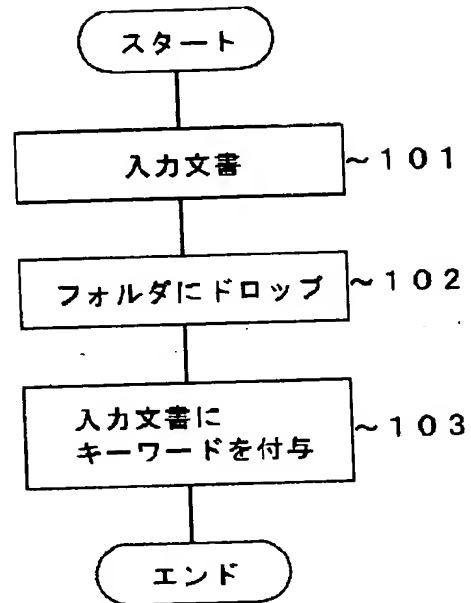 スタート
入力文書
~101
フォルダにドロップ
~102
入力文書に
キーワードを付与
~103
エンド